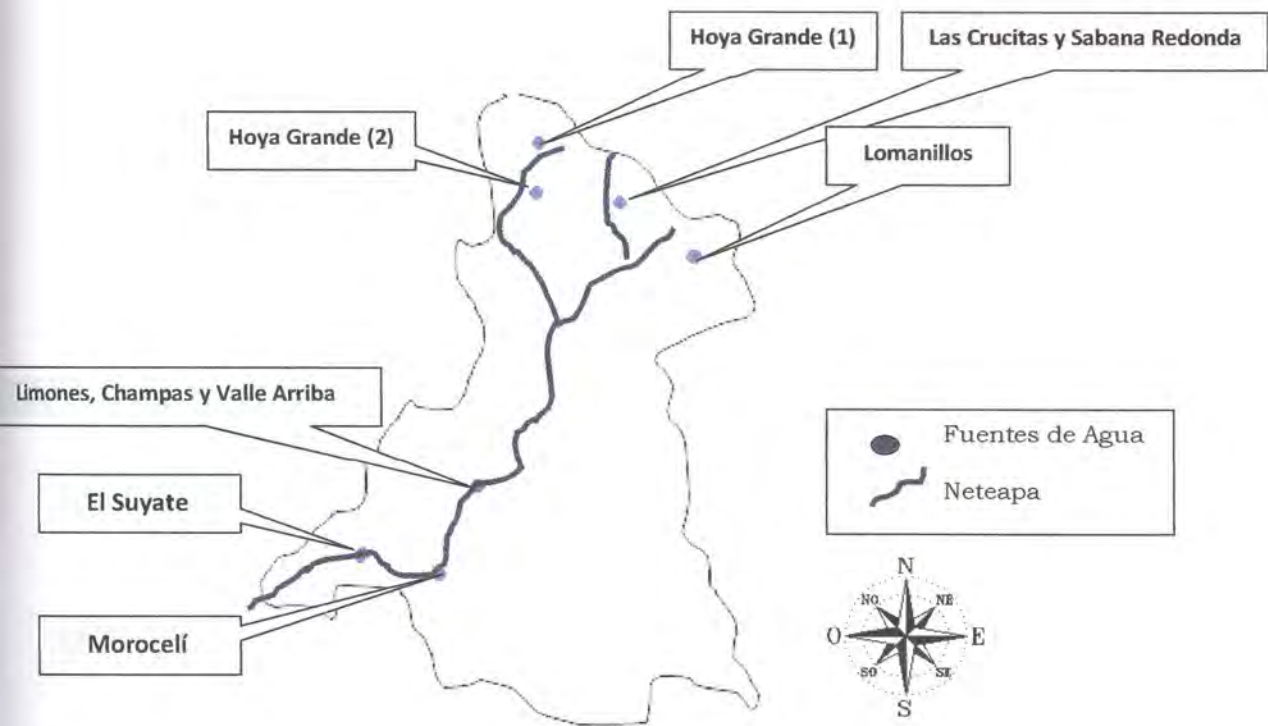 Hoya Grande (1)
Las Crucitas y Sabana Redonda
Hoya Grande (2)
Lomanillos
Limones, Champas y Valle Arriba
El Suyate
Morocelí
Fuentes de Agua
Neteapa
N
NO
NE
O
E
SO
SE
S